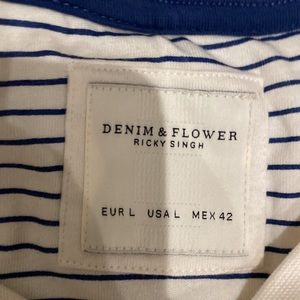 DENIM & FLOWER
RICKY SINGH
EUR L USA L MEX 42